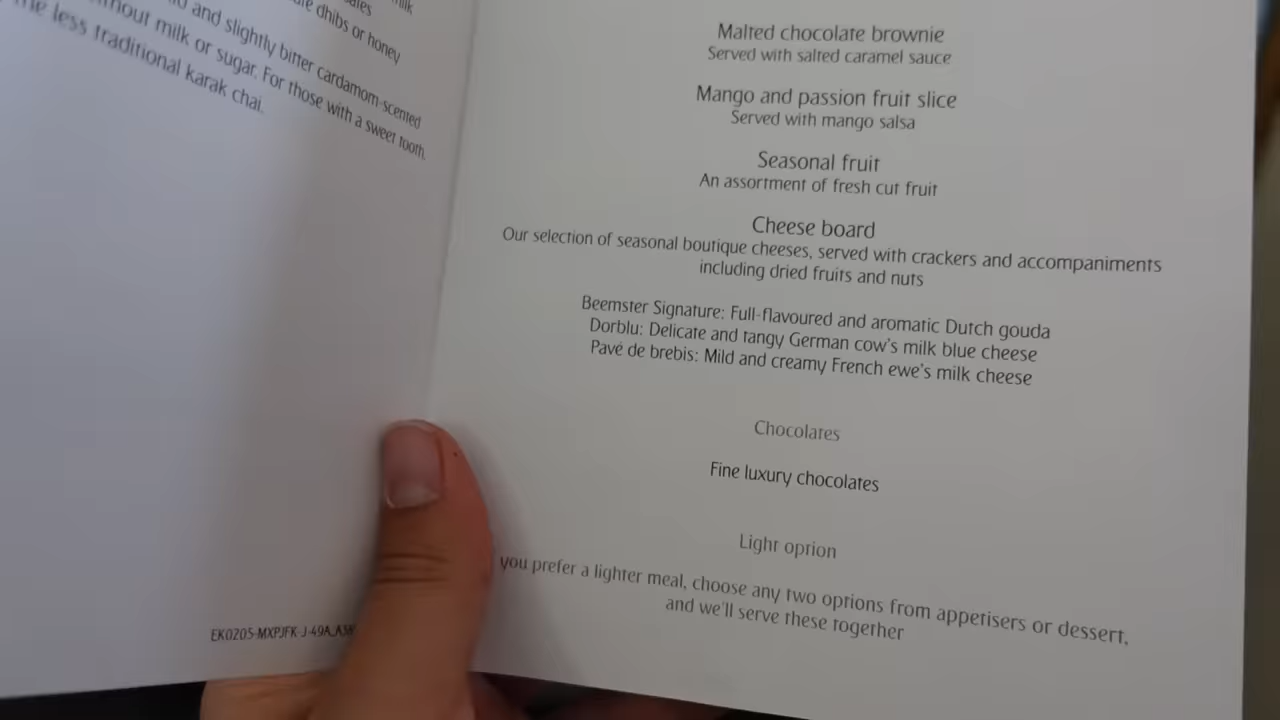 milk
dhibs or honey
and slightly bitter cardamom-scented
without milk or sugar. For those with a sweet tooth,
the less traditional karak chai.
EK0205-MXPJFK-J-49A
Malted chocolate brownie
Served with salted caramel sauce
Mango and passion fruit slice
Served with mango salsa
Seasonal fruit
An assortment of fresh cut fruit
Cheese board
Our selection of seasonal boutique cheeses, served with crackers and accompaniments
including dried fruits and nuts
Beemster Signature: Full-flavoured and aromatic Dutch gouda
Dorblu: Delicate and tangy German cow's milk blue cheese
Pavé de brebis: Mild and creamy French ewe's milk cheese
Chocolates
Fine luxury chocolates
Light option
you prefer a lighter meal, choose any two options from appetisers or dessert,
and we'll serve these together